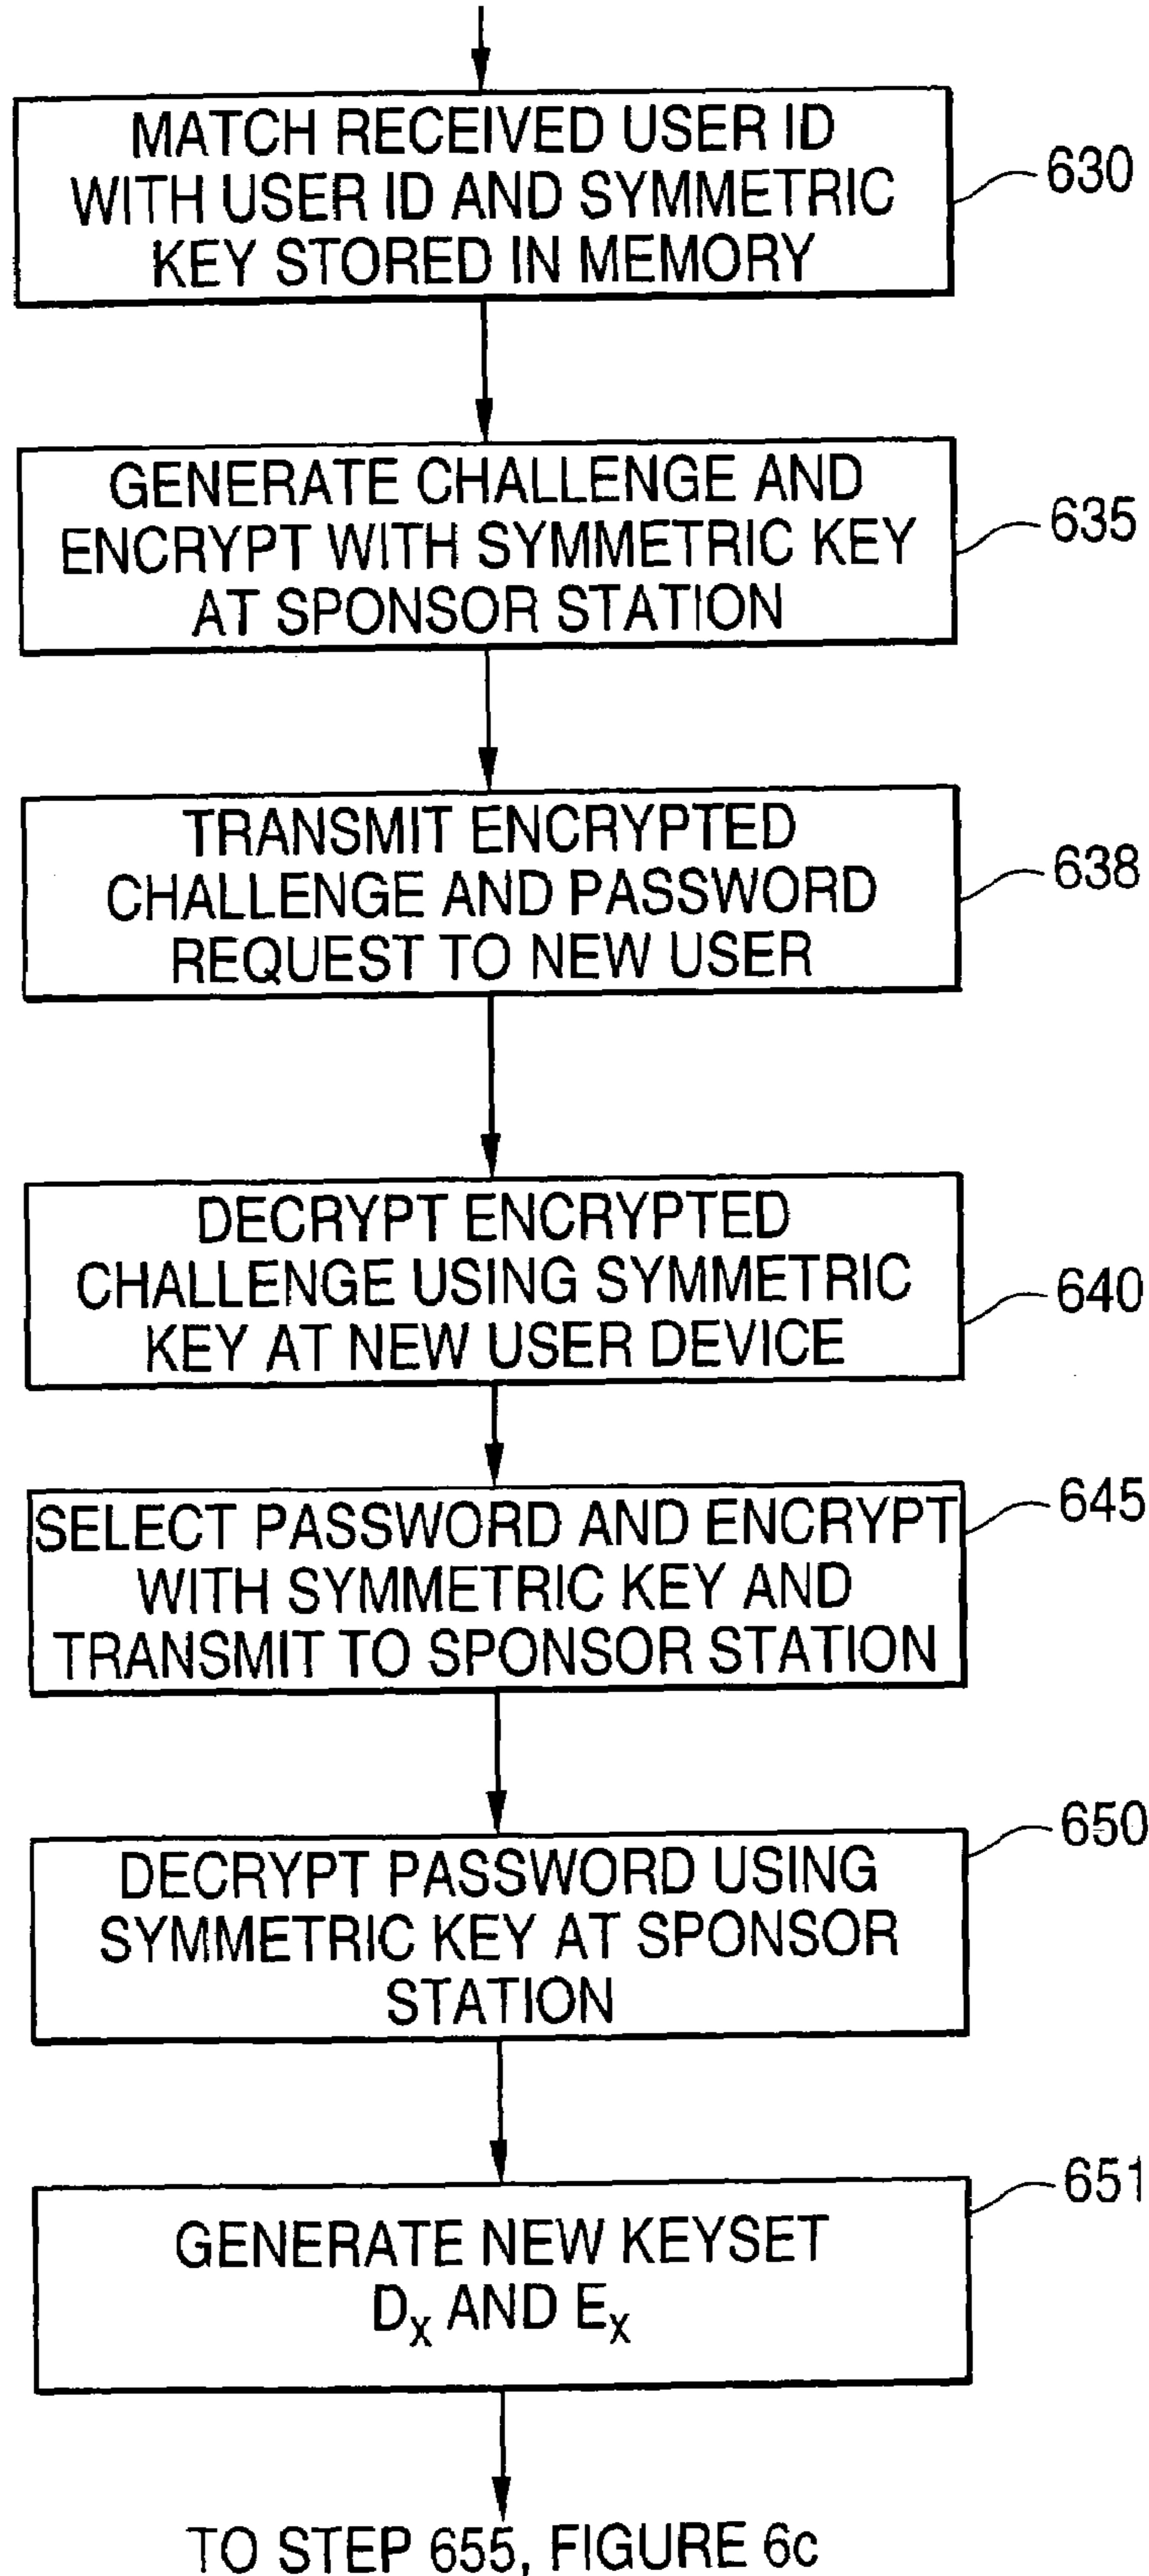 MATCH RECEIVED USER ID
WITH USER ID AND SYMMETRIC
KEY STORED IN MEMORY
630
GENERATE CHALLENGE AND
ENCRYPT WITH SYMMETRIC KEY
AT SPONSOR STATION
635
TRANSMIT ENCRYPTED
CHALLENGE AND PASSWORD
REQUEST TO NEW USER
638
DECRYPT ENCRYPTED
CHALLENGE USING SYMMETRIC
KEY AT NEW USER DEVICE
640
SELECT PASSWORD AND ENCRYPT
WITH SYMMETRIC KEY AND
TRANSMIT TO SPONSOR STATION
645
DECRYPT PASSWORD USING
SYMMETRIC KEY AT SPONSOR
STATION
650
GENERATE NEW KEYSET
Dₓ AND Eₓ
651
TO STEP 655, FIGURE 6c